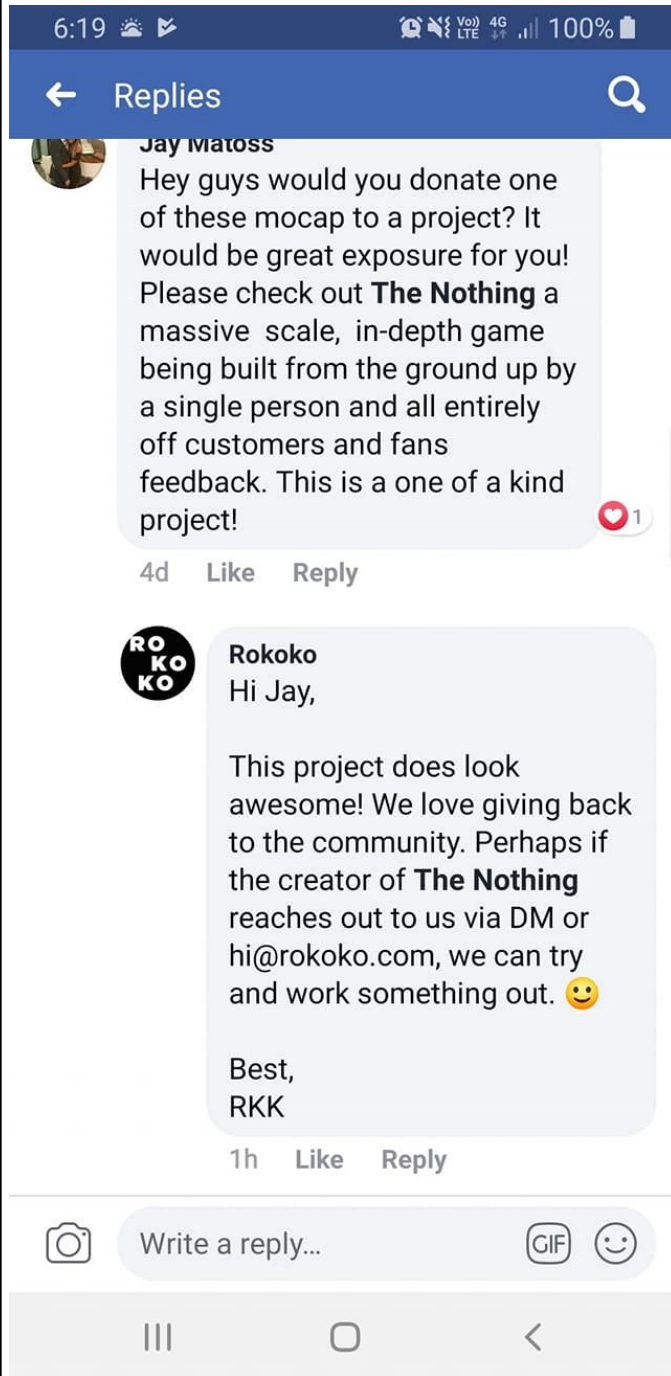 6:19 Vo)) LTE 4G 100%
Replies
Jay Matoss
Hey guys would you donate one
of these mocap to a project? It
would be great exposure for you!
Please check out The Nothing a
massive scale, in-depth game
being built from the ground up by
a single person and all entirely
off customers and fans
feedback. This is a one of a kind
project!
1
4d Like Reply
RO
KO
KO
Rokoko
Hi Jay,
This project does look
awesome! We love giving back
to the community. Perhaps if
the creator of The Nothing
reaches out to us via DM or
hi@rokoko.com, we can try
and work something out. 🙂
Best,
RKK
1h Like Reply
Write a reply... GIF